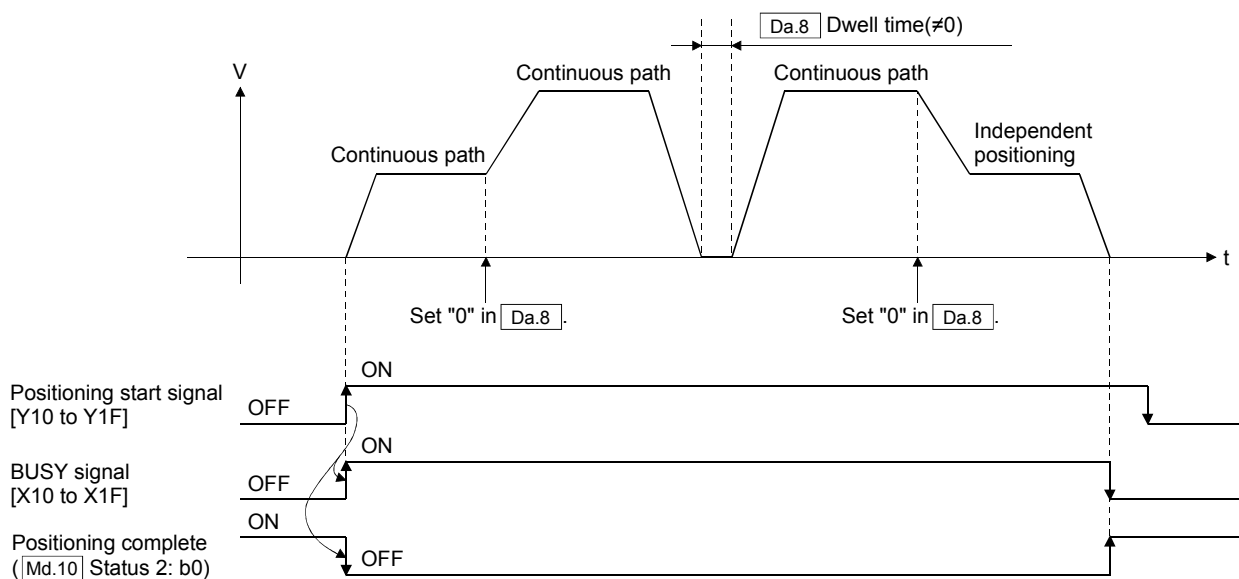 Da.8 Dwell time(≠0)
V
Continuous path
Continuous path
Continuous path
Independent
positioning
t
Set "0" in Da.8 .
Set "0" in Da.8 .
Positioning start signal
[Y10 to Y1F]
OFF
ON
BUSY signal
[X10 to X1F]
OFF
ON
Positioning complete
( Md.10 Status 2: b0)
ON
OFF